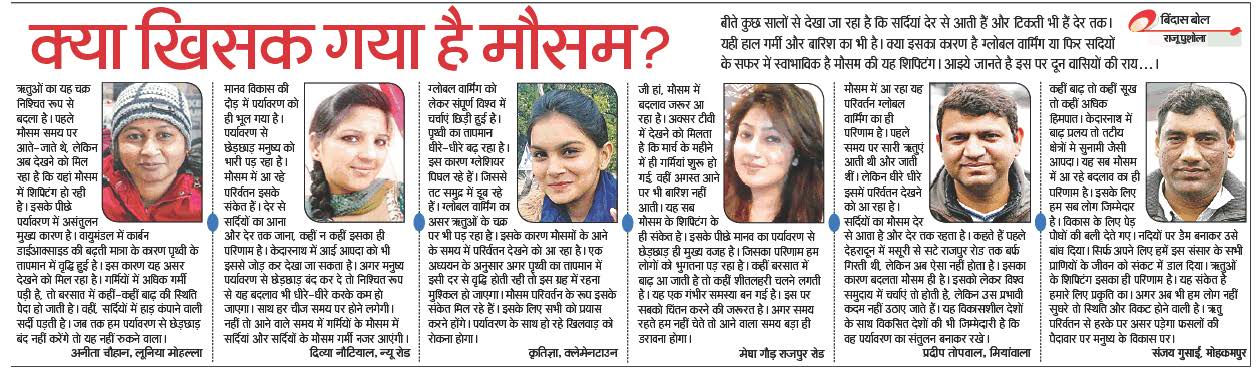 क्या खिसक गया है मौसम?
बीते कुछ सालों से देखा जा रहा है कि सर्दियां देर से आती हैं और टिकती भी हैं देर तक।
यही हाल गर्मी और बारिश का भी है। क्या इसका कारण है ग्लोबल वार्मिंग या फिर सदियों
के सफर में स्वाभाविक है मौसम की यह शिफ्टिंग। आइये जानते है इस पर दून वासियों की राय...।
बिंदास बोल
राजू पुशोला
ऋतुओं का यह चक्र
निश्चित रूप से
बदला है। पहले
मौसम समय पर
आते-जाते थे, लेकिन
अब देखने को मिल
रहा है कि यहां मौसम
में शिफ्टिंग हो रही
है। इसके पीछे
पर्यावरण में असंतुलन
मुख्य कारण है। वायुमंडल में कार्बन
डाईआक्साइड की बढ़ती मात्रा के कारण पृथ्वी के
तापमान में वृद्धि हुई है। इस कारण यह असर
देखने को मिला रहा है। गर्मियों में अधिक गर्मी
पड़ी है, तो बरसात में कहीं-कहीं बाढ़ की स्थिति
पैदा हो जाती है। वहीं, सर्दियों में हाड़ कंपाने वाली
सर्दी पड़ती है। जब तक हम पर्यावरण से छेड़छाड़
बंद नहीं करेंगे तो यह नहीं रुकने वाला।
अनीता चौहान, लूनिया मोहल्ला
मानव विकास की
दौड़ में पर्यावरण को
ही भूल गया है।
पर्यावरण से
छेड़छाड़ मनुष्य को
भारी पड़ रहा है।
मौसम में आ रहे
परिवर्तन इसके
संकेत हैं। देर से
सर्दियों का आना
और देर तक जाना, कहीं न कहीं इसका ही
परिणाम है। केदारनाथ में आई आपदा को भी
इससे जोड़ कर देखा जा सकता है। अगर मनुष्य
पर्यावरण से छेड़छाड़ बंद कर दे तो निश्चित रूप
से यह बदलाव भी धीरे-धीरे करके कम हो
जाएगा। साथ हर चीज समय पर होने लगेगी।
नहीं तो आने वाले समय में गर्मियों के मौसम में
सर्दियां और सर्दियों के मौसम गर्मी नजर आएंगी।
दिव्या नौटियाल, न्यू रोड
ग्लोबल वार्मिंग को
लेकर संपूर्ण विश्व में
चर्चाएं छिड़ी हुई है।
पृथ्वी का तापमान
धीरे-धीरे बढ़ रहा है।
इस कारण ग्लेशियर
पिघल रहे हैं। जिससे
तट समुद्र में डूब रहे
हैं। ग्लोबल वार्मिंग का
असर ऋतुओं के चक्र
पर भी पड़ रहा है। इसके कारण मौसमों के आने
के समय में परिर्वतन देखने को आ रहा है। एक
अध्ययन के अनुसार अगर पृथ्वी का तापमान में
इसी दर से वृद्धि होती रही तो इस ग्रह में रहना
मुश्किल हो जाएगा। मौसम परिवर्तन के रूप इसके
संकेत मिल रहे हैं। इसके लिए सभी को प्रयास
करने होंगे। पर्यावरण के साथ हो रहे खिलवाड़ को
रोकना होगा।
कृतिज्ञा, क्लेमेनटाउन
जी हां, मौसम में
बदलाव जरूर आ
रहा है। अक्सर टीवी
में देखने को मिलता
है कि मार्च के महीने
में ही गर्मियां शुरू हो
गई, वहीं अगस्त आने
पर भी बारिश नहीं
आती। यह सब
मौसम के शिफ्टिंग के
ही संकेत है। इसके पीछे मानव का पर्यावरण से
छेड़छाड़ ही मुख्य वजह है। जिसका परिणाम हम
लोगों को भुगतना पड़ रहा है। कहीं बरसात में
बाढ़ आ जाती है तो कहीं शीतलहरी चलने लगती
है। यह एक गंभीर समस्या बन गई है। इस पर
सबको चिंतन करने की जरूरत है। अगर समय
रहते हम नहीं चेते तो आने वाला समय बड़ा ही
डरावना होगा।
मेघा गौड़ राजपुर रोड
मौसम में आ रहा यह
परिवर्तन ग्लोबल
वार्मिंग का ही
परिणाम है। पहले
समय पर सारी ऋतुएं
आती थी और जाती
थीं। लेकिन धीरे धीरे
इसमें परिवर्तन देखने
को आ रहा है।
सर्दियों का मौसम देर
से आता है और देर तक रहता है। कहते हैं पहले
देहरादून में मसूरी से सटे राजपुर रोड तक बर्फ
गिरती थी, लेकिन अब ऐसा नहीं होता है। इसका
कारण बदलता मौसम ही है। इसको लेकर विश्व
समुदाय में चर्चाएं तो होती है, लेकिन उस प्रभावी
कदम नहीं उठाए जाते हैं। यह विकासशील देशों
के साथ विकसित देशों की भी जिम्मेदारी है कि
वह पर्यावरण का संतुलन बनाकर रखे।
प्रदीप तोपवाल, मियांवाला
कहीं बाढ़ तो कहीं सूख
तो कहीं अधिक
हिमपात। केदारनाथ में
बाढ़ प्रलय तो तटीय
क्षेत्रों मे सुनामी जैसी
आपदा। यह सब मौसम
में आ रहे बदलाव का ही
परिणाम है। इसके लिए
हम सब लोग जिम्मेदार
है। विकास के लिए पेड़
पौधों की बली देते गए। नदियों पर डैम बनाकर उसे
बांध दिया। सिर्फ अपने लिए हमें इस संसार के सभी
प्राणियों के जीवन को संकट में डाल दिया। ऋतुओं
के शिफ्टिंग इसका ही परिणाम है। यह संकेत है
हमारे लिए प्रकृति का। अगर अब भी हम लोग नहीं
सुधरे तो स्थिति और विकट होने वाली है। ऋतु
परिवर्तन से हरके पर असर पड़ेगा फसलों की
पैदावार पर मनुष्य के विकास पर।
संजय गुसाईं, मोहकमपुर